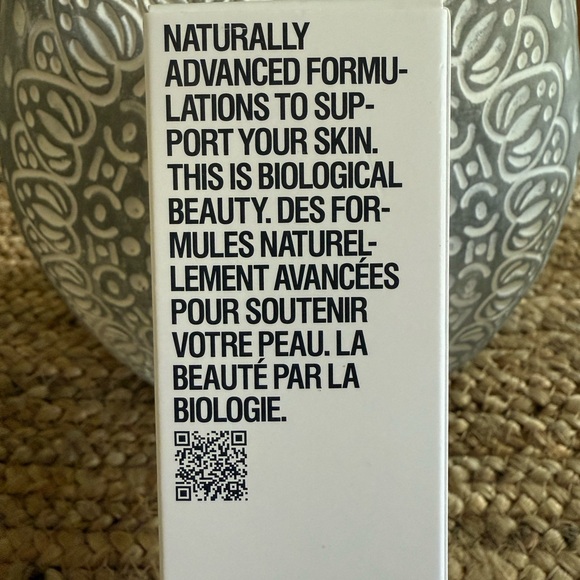 NATURALLY
ADVANCED FORMU-
LATIONS TO SUP-
PORT YOUR SKIN.
THIS IS BIOLOGICAL
BEAUTY. DES FOR-
MULES NATUREL-
LEMENT AVANCÉES
POUR SOUTENIR
VOTRE PEAU. LA
BEAUTÉ PAR LA
BIOLOGIE.